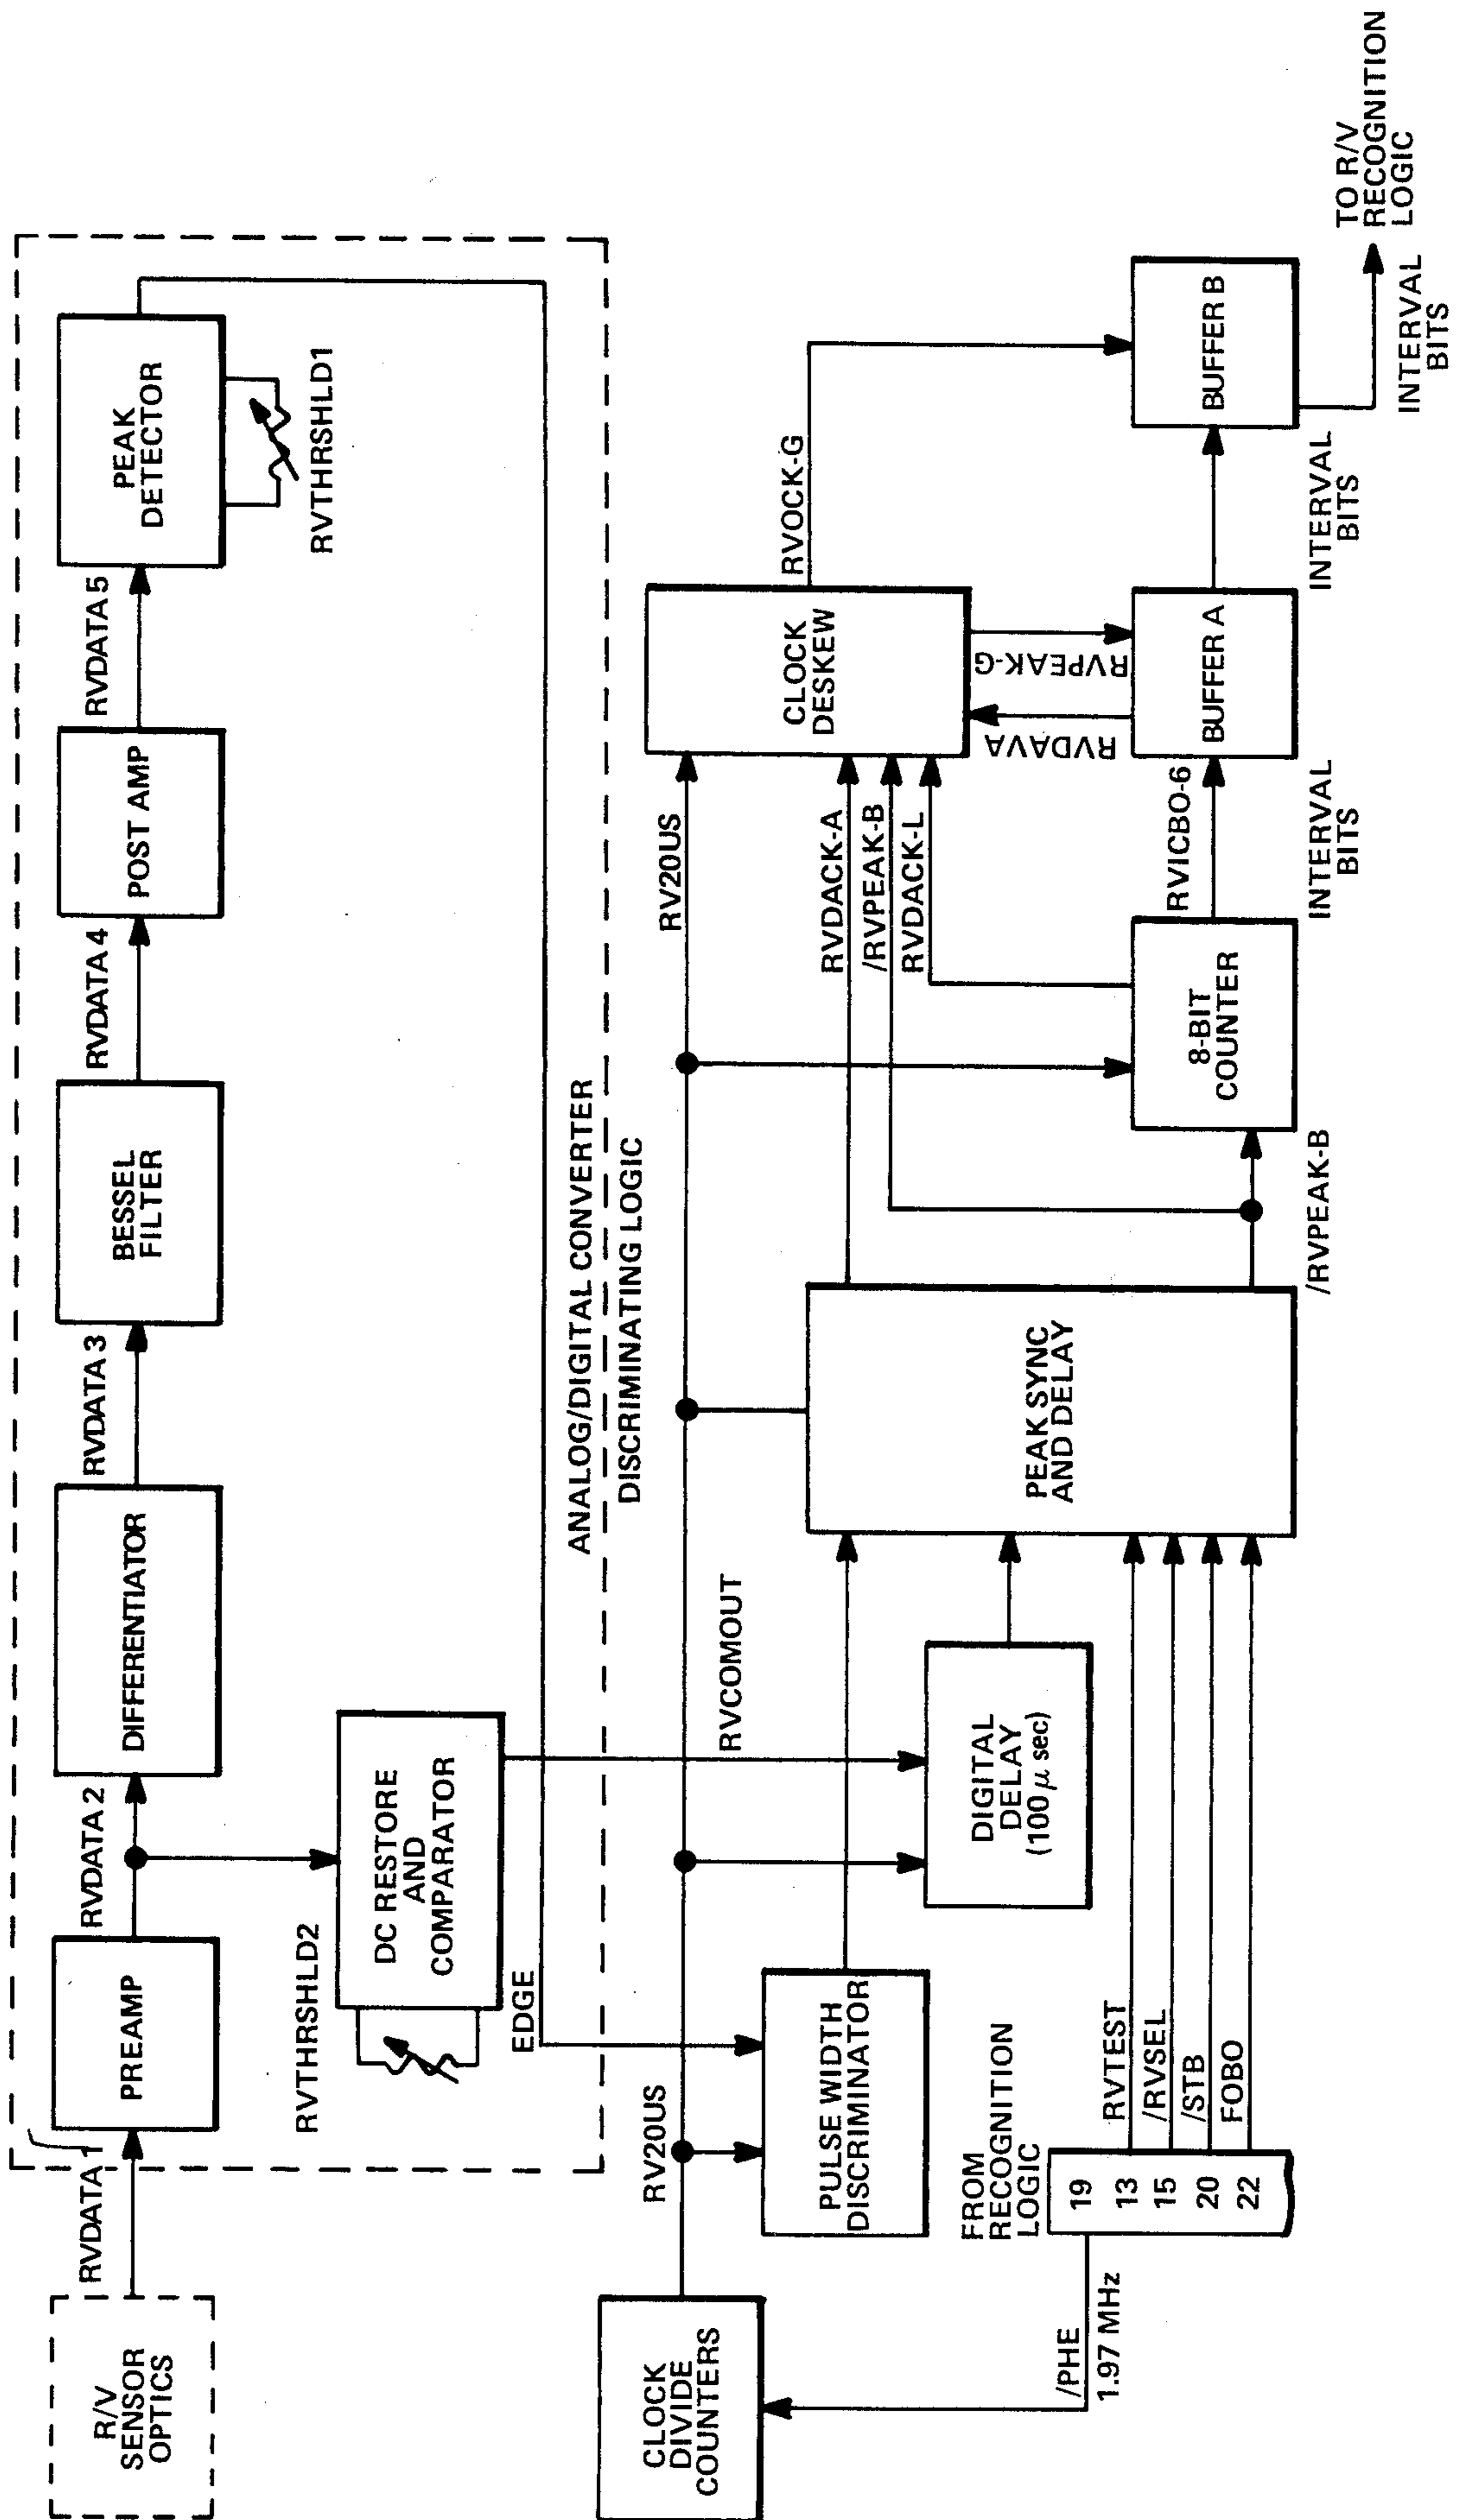 R/V
SENSOR
OPTICS
RVDATA 1
PREAMP
RVDATA 2
DIFFERENTIATOR
RVDATA 3
BESSEL
FILTER
RVDATA 4
POST AMP
RVDATA 5
PEAK
DETECTOR
RVTHRSHLD1
RVTHRSHLD2
DC RESTORE
AND
COMPARATOR
EDGE
ANALOG/DIGITAL CONVERTER
DISCRIMINATING LOGIC
CLOCK
DIVIDE
COUNTERS
RV20US
RVCOMOUT
RV20US
PULSE WIDTH
DISCRIMINATOR
DIGITAL
DELAY
(100 μ sec)
PEAK SYNC
AND DELAY
RVDACK-A
/RVPEAK-B
RVDACK-L
CLOCK
DESKEW
RVOCK-G
RVDAVA
RVPEAK-G
/PHE
1.97 MHz
FROM
RECOGNITION
LOGIC
19
13
15
20
22
RVTEST
/RVSEL
/STB
FOBO
/RVPEAK-B
8-BIT
COUNTER
RVICBO-6
INTERVAL
BITS
BUFFER A
INTERVAL
BITS
BUFFER B
INTERVAL
BITS
TO R/V
RECOGNITION
LOGIC